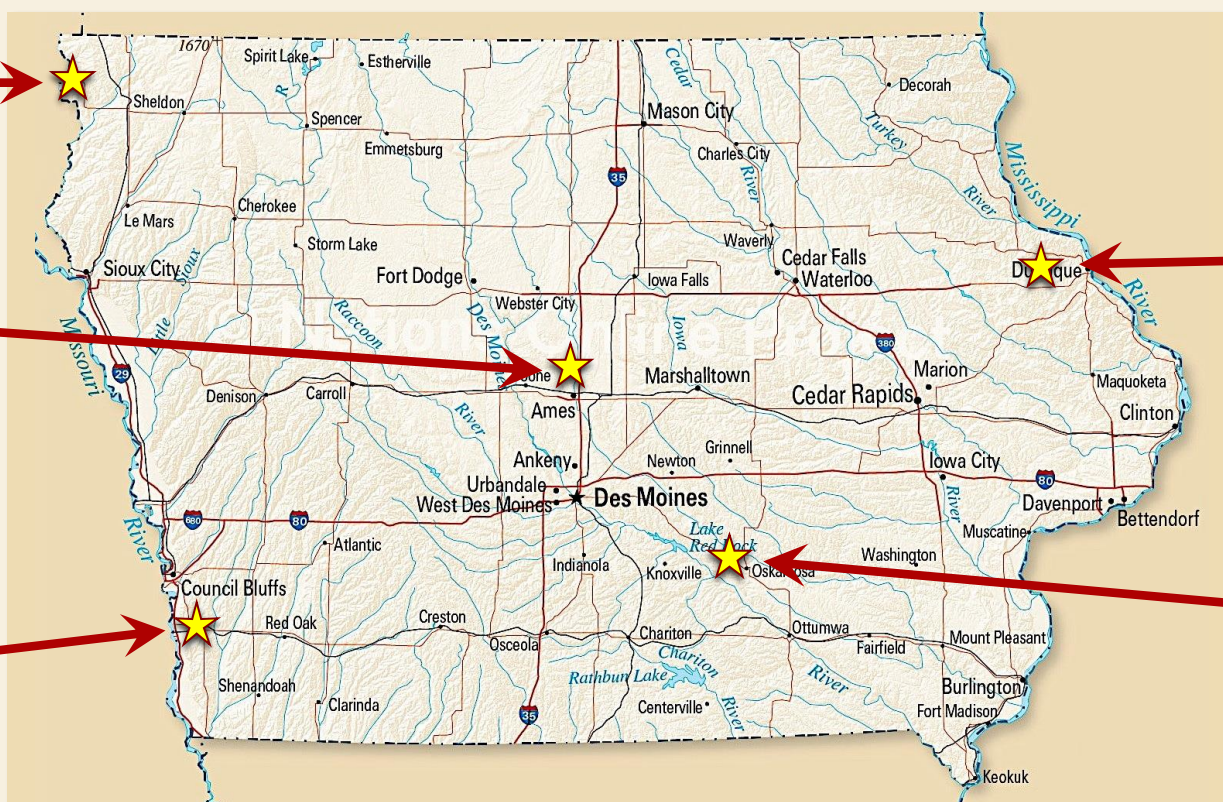 1670
Spirit Lake
Estherville
R
Cedar
Decorah
Sheldon
Spencer
Mason City
Emmetsburg
Turkey
Charles City
Mississippi
35
River
River
Cherokee
Le Mars
Storm Lake
Waverly
Cedar Falls
Sioux City
Sioux
Fort Dodge
Iowa Falls
Waterloo
River
Webster City
Missouri
Raccoon
Des Moine
Iowa
380
29
Marshalltown
Marion
Maquoketa
Denison
Carroll
Ames
Cedar Rapids
Clinton
River
Grinnell
Ankeny
Newton
Iowa City
Urbandale
80
West Des Moines
Des Moines
River
Davenport
Bettendorf
680
80
River
Lake
Muscatine
Atlantic
Indianola
Knoxville
Washington
Council Bluffs
Red Oak
Creston
Osceola
Chariton
Ottumwa
Fairfield
Mount Pleasant
Chariton
Rathbun Lake
River
Shenandoah
Clarinda
35
Centerville
River
Burlington
Fort Madison
Keokuk